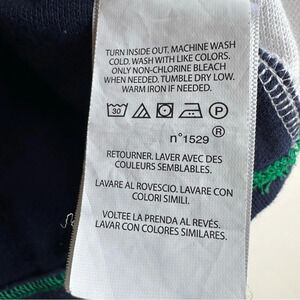 TURN INSIDE OUT. MACHINE WASH
COLD. WASH WITH LIKE COLORS.
ONLY NON-CHLORINE BLEACH
WHEN NEEDED. TUMBLE DRY LOW.
WARM IRON IF NEEDED.
30 P
n°1529 ®
RETOURNER. LAVER AVEC DES
COULEURS SEMBLABLES.
LAVARE AL ROVESCIO. LAVARE CON
COLORI SIMILI.
VOLTEE LA PRENDA AL REVÉS.
LAVAR CON COLORES SIMILARES.